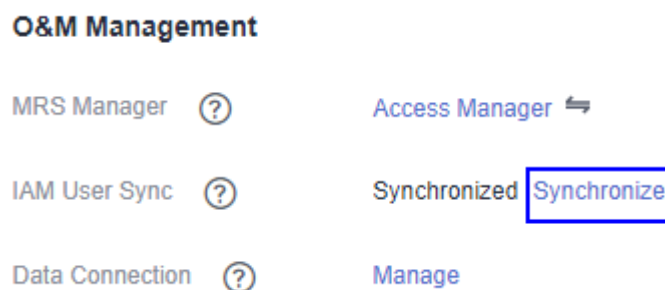 O&M Management
MRS Manager ? Access Manager
IAM User Sync ? Synchronized Synchronize
Data Connection ? Manage